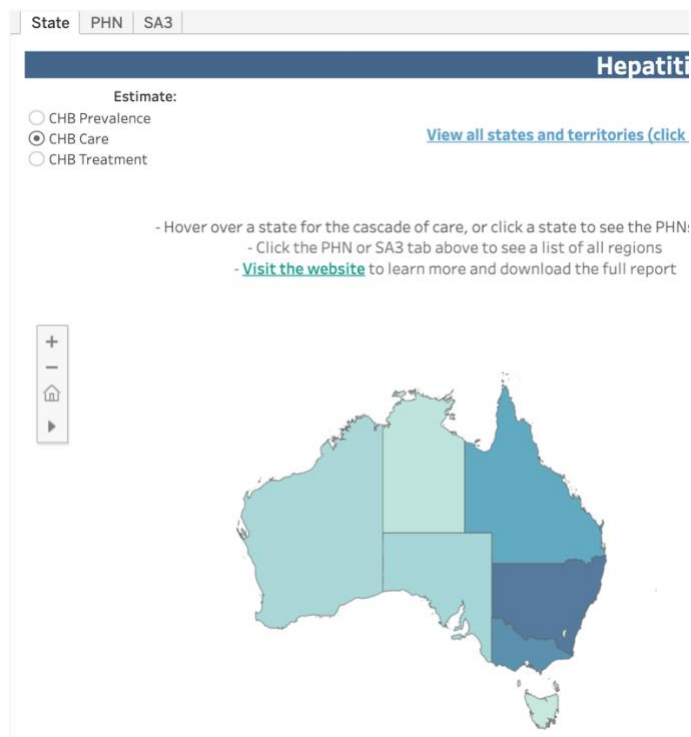 State PHN SA3
Hepatiti
Estimate:
CHB Prevalence
CHB Care
CHB Treatment
View all states and territories (click
- Hover over a state for the cascade of care, or click a state to see the PHNs
- Click the PHN or SA3 tab above to see a list of all regions
- Visit the website to learn more and download the full report